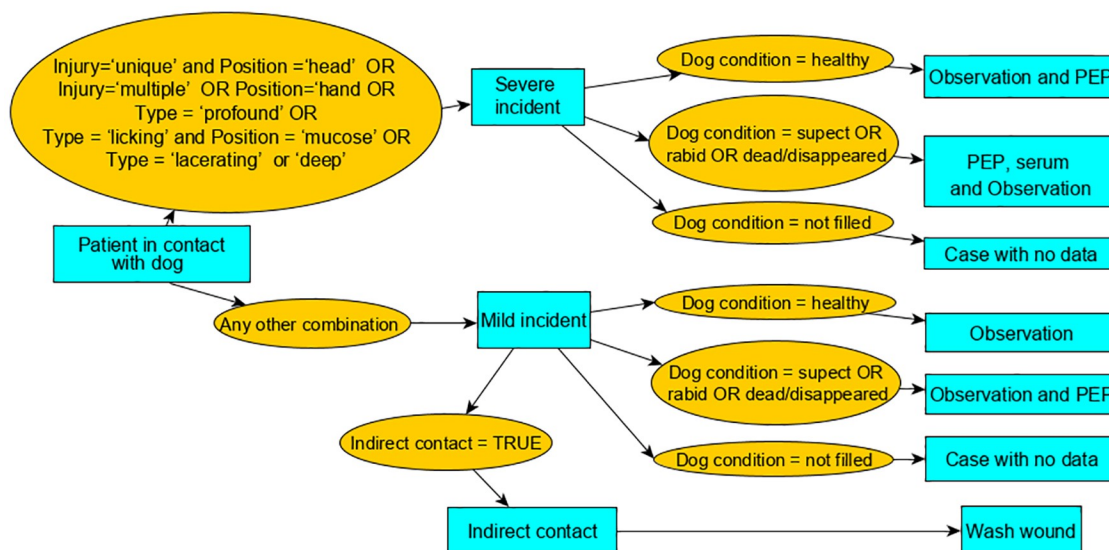 Injury=‘unique’ and Position =‘head’ OR
Injury=‘multiple’ OR Position=‘hand OR
Type = ‘profound’ OR
Type = ‘licking’ and Position = ‘mucose’ OR
Type = ‘lacerating’ or ‘deep’
Patient in contact
with dog
Any other combination
Severe
incident
Dog condition = healthy
Observation and PEP
Dog condition = supect OR
rabid OR dead/disappeared
PEP, serum
and Observation
Dog condition = not filled
Case with no data
Mild incident
Dog condition = healthy
Observation
Dog condition = supect OR
rabid OR dead/disappeared
Observation and PEP
Dog condition = not filled
Case with no data
Indirect contact = TRUE
Indirect contact
Wash wound